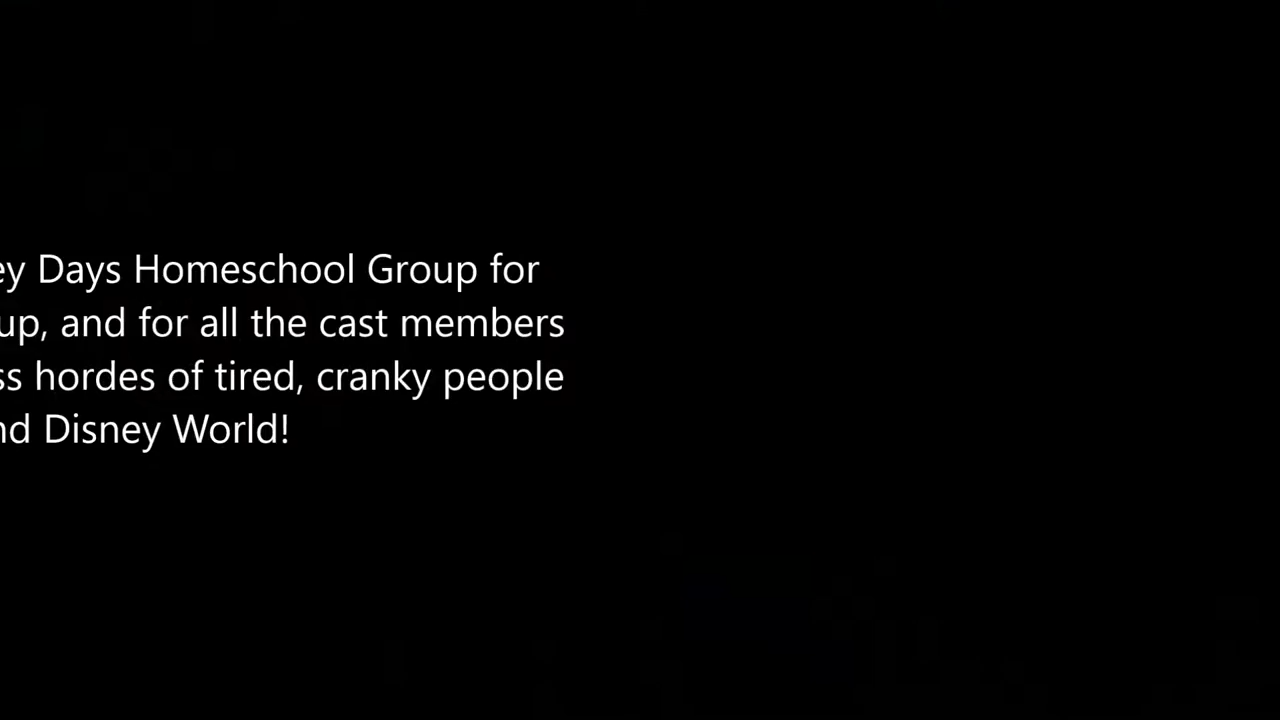 ey Days Homeschool Group for
up, and for all the cast members
ss hordes of tired, cranky people
nd Disney World!